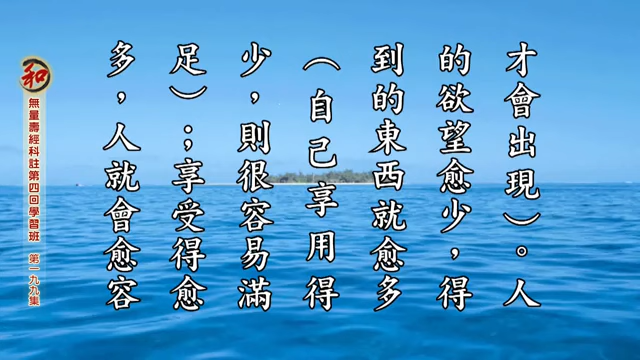 才會出現）。人
的欲望愈少，得
到的東西就愈多
（自己享用得
少，則很容易滿
足）；享受得愈
多，人就會愈容
和
無量壽經科註第四回學習班 第一九九集